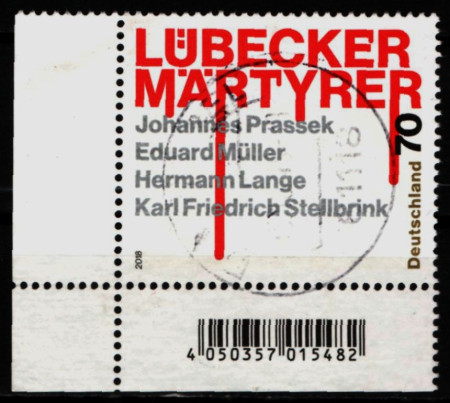 LÜBECKER
MÄRTYRER
Johannes Prassek
Eduard Müller
Hermann Lange
Karl Friedrich Stellbrink
70
Deutschland
2018
4 050357 015482